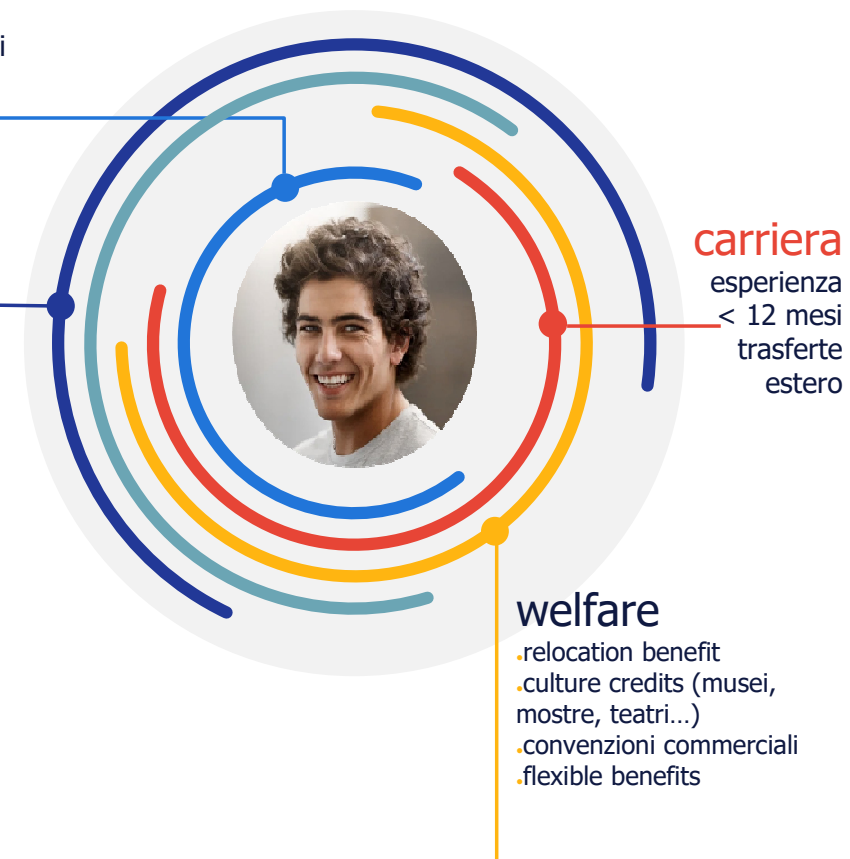 i
carriera
esperienza
< 12 mesi
trasferte
estero
welfare
.relocation benefit
.culture credits (musei,
mostre, teatri…)
.convenzioni commerciali
.flexible benefits